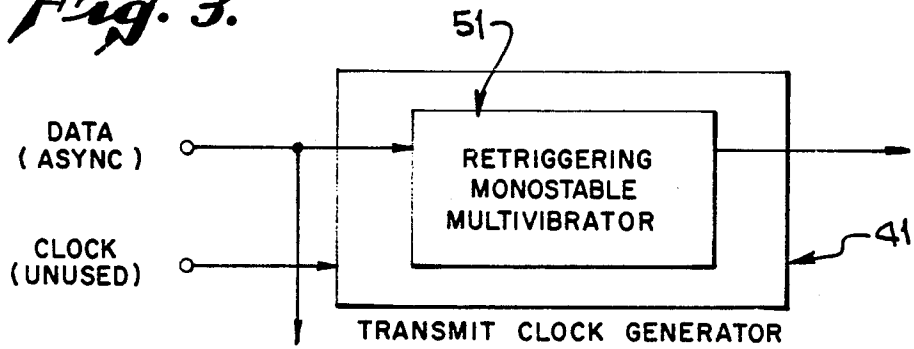 Fig. 3.
51
DATA
(ASYNC)
RETRIGGERING
MONOSTABLE
MULTIVIBRATOR
CLOCK
(UNUSED)
41
TRANSMIT CLOCK GENERATOR